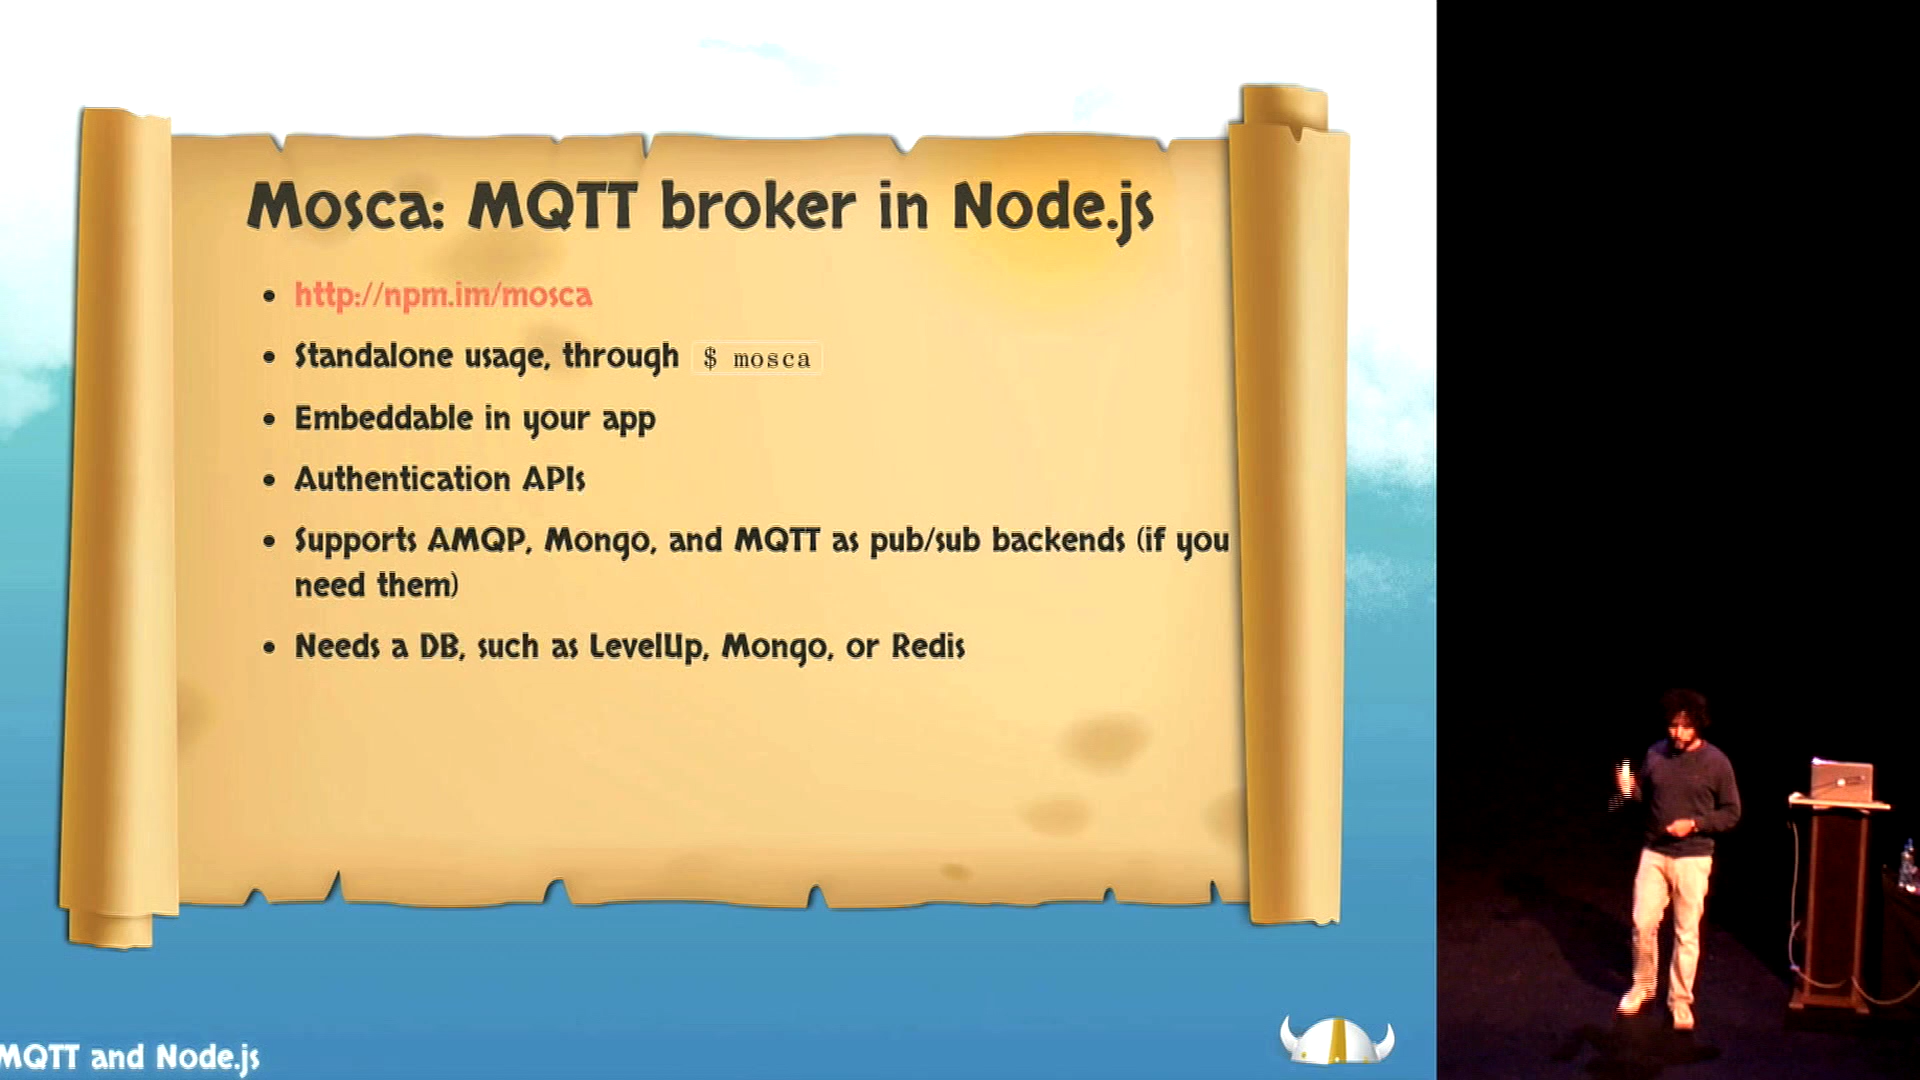 Mosca: MQTT broker in Node.js
http://npm.im/mosca
Standalone usage, through $ mosca
Embeddable in your app
Authentication APIs
Supports AMQP, Mongo, and MQTT as pub/sub backends (if you
need them)
Needs a DB, such as LevelUp, Mongo, or Redis
MQTT and Node.js